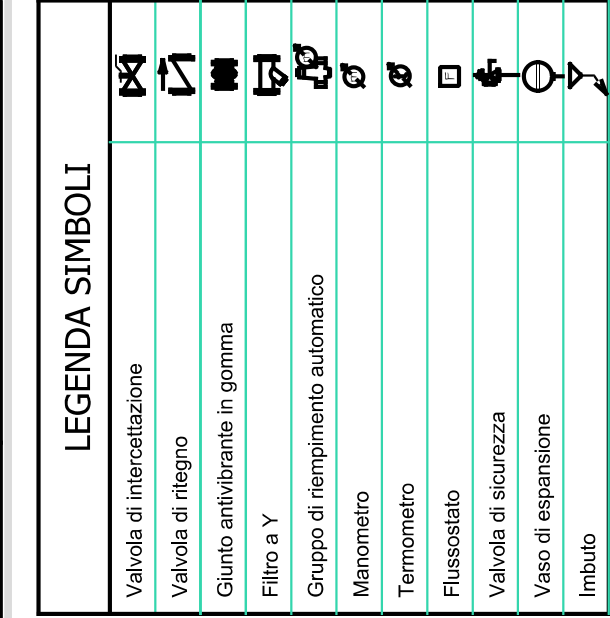 LEGENDA SIMBOLI
Valvola di intercettazione
Valvola di ritegno
Giunto antivibrante in gomma
Filtro a Y
Gruppo di riempimento automatico
Manometro
Termometro
Flussostato
F
Valvola di sicurezza
Vaso di espansione
Imbuto